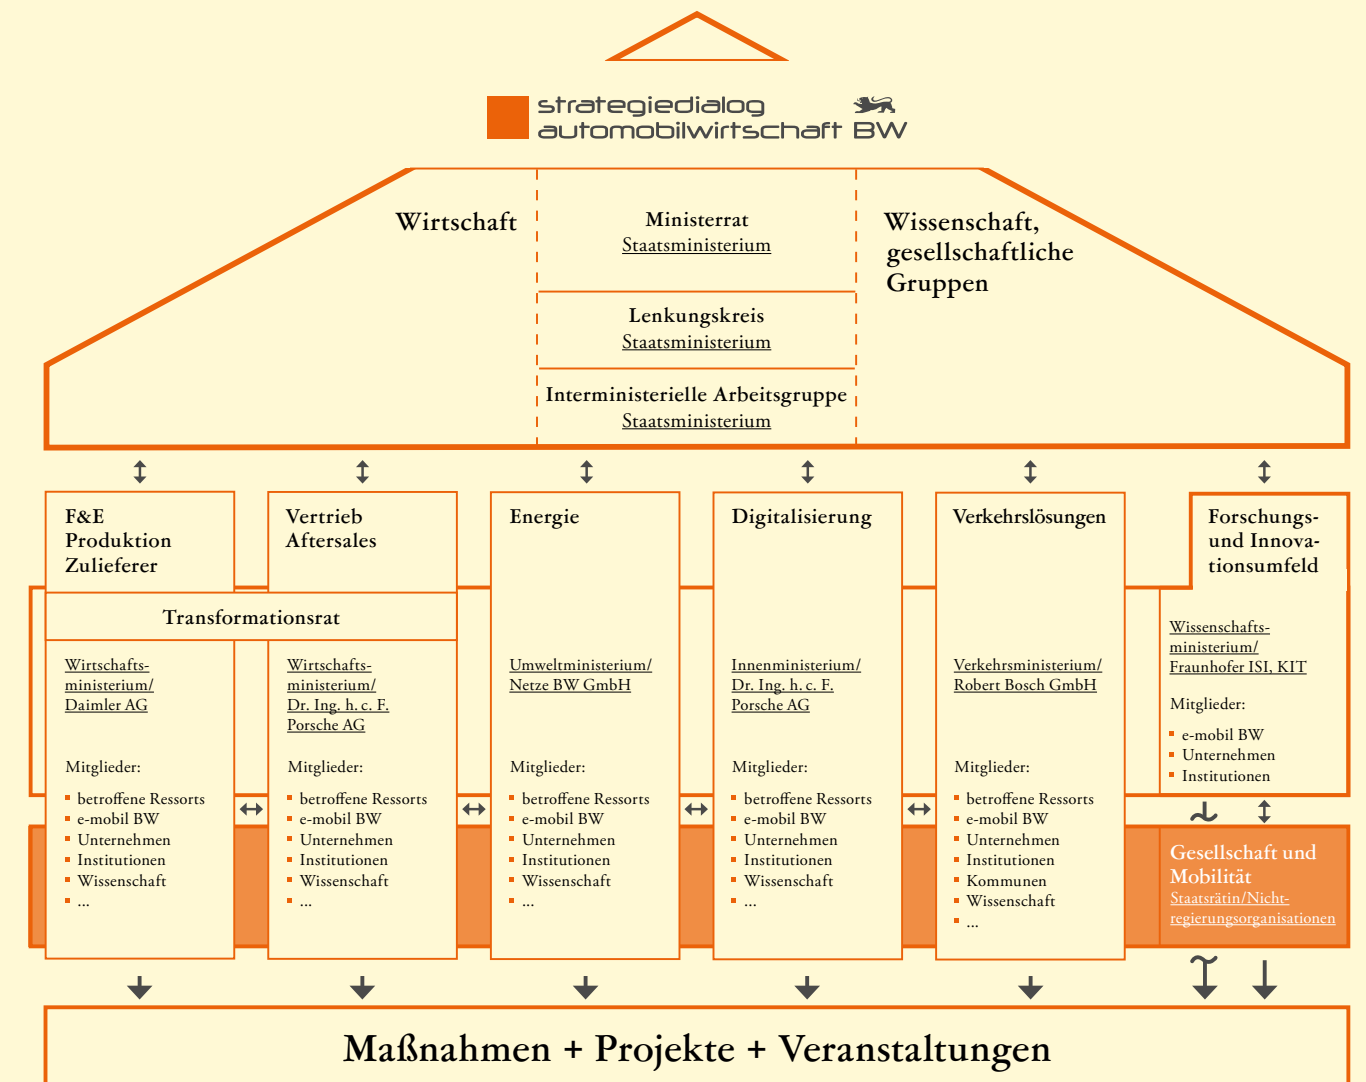 strategiedialog
automobilwirtschaft BW
Wirtschaft
Ministerrat
Staatsministerium
Lenkungskreis
Staatsministerium
Interministerielle Arbeitsgruppe
Staatsministerium
Wissenschaft,
gesellschaftliche
Gruppen
F&E
Produktion
Zulieferer
Vertrieb
Aftersales
Energie
Digitalisierung
Verkehrslösungen
Forschungs-
und Innova-
tionsumfeld
Transformationsrat
Wirtschafts-
ministerium/
Daimler AG
Mitglieder:
betroffene Ressorts
e-mobil BW
Unternehmen
Institutionen
Wissenschaft
...
Wirtschafts-
ministerium/
Dr. Ing. h. c. F.
Porsche AG
Mitglieder:
betroffene Ressorts
e-mobil BW
Unternehmen
Institutionen
Wissenschaft
...
Umweltministerium/
Netze BW GmbH
Mitglieder:
betroffene Ressorts
e-mobil BW
Unternehmen
Institutionen
Wissenschaft
...
Innenministerium/
Dr. Ing. h. c. F.
Porsche AG
Mitglieder:
betroffene Ressorts
e-mobil BW
Unternehmen
Institutionen
Wissenschaft
...
Verkehrsministerium/
Robert Bosch GmbH
Mitglieder:
betroffene Ressorts
e-mobil BW
Unternehmen
Institutionen
Kommunen
Wissenschaft
...
Wissenschafts-
ministerium/
Fraunhofer ISI, KIT
Mitglieder:
e-mobil BW
Unternehmen
Institutionen
Gesellschaft und
Mobilität
Staatsrätin/Nicht-
regierungsorganisationen
Maßnahmen + Projekte + Veranstaltungen